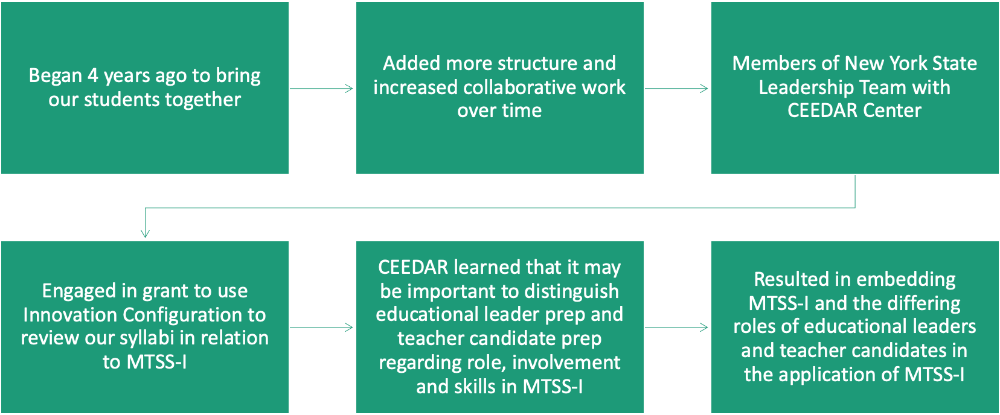 Began 4 years ago to bring
our students together
Added more structure and
increased collaborative work
over time
Members of New York State
Leadership Team with
CEEDAR Center
Engaged in grant to use
Innovation Configuration to
review our syllabi in relation
to MTSS-I
CEEDAR learned that it may
be important to distinguish
educational leader prep and
teacher candidate prep
regarding role, involvement
and skills in MTSS-I
Resulted in embedding
MTSS-I and the differing
roles of educational leaders
and teacher candidates in
the application of MTSS-I